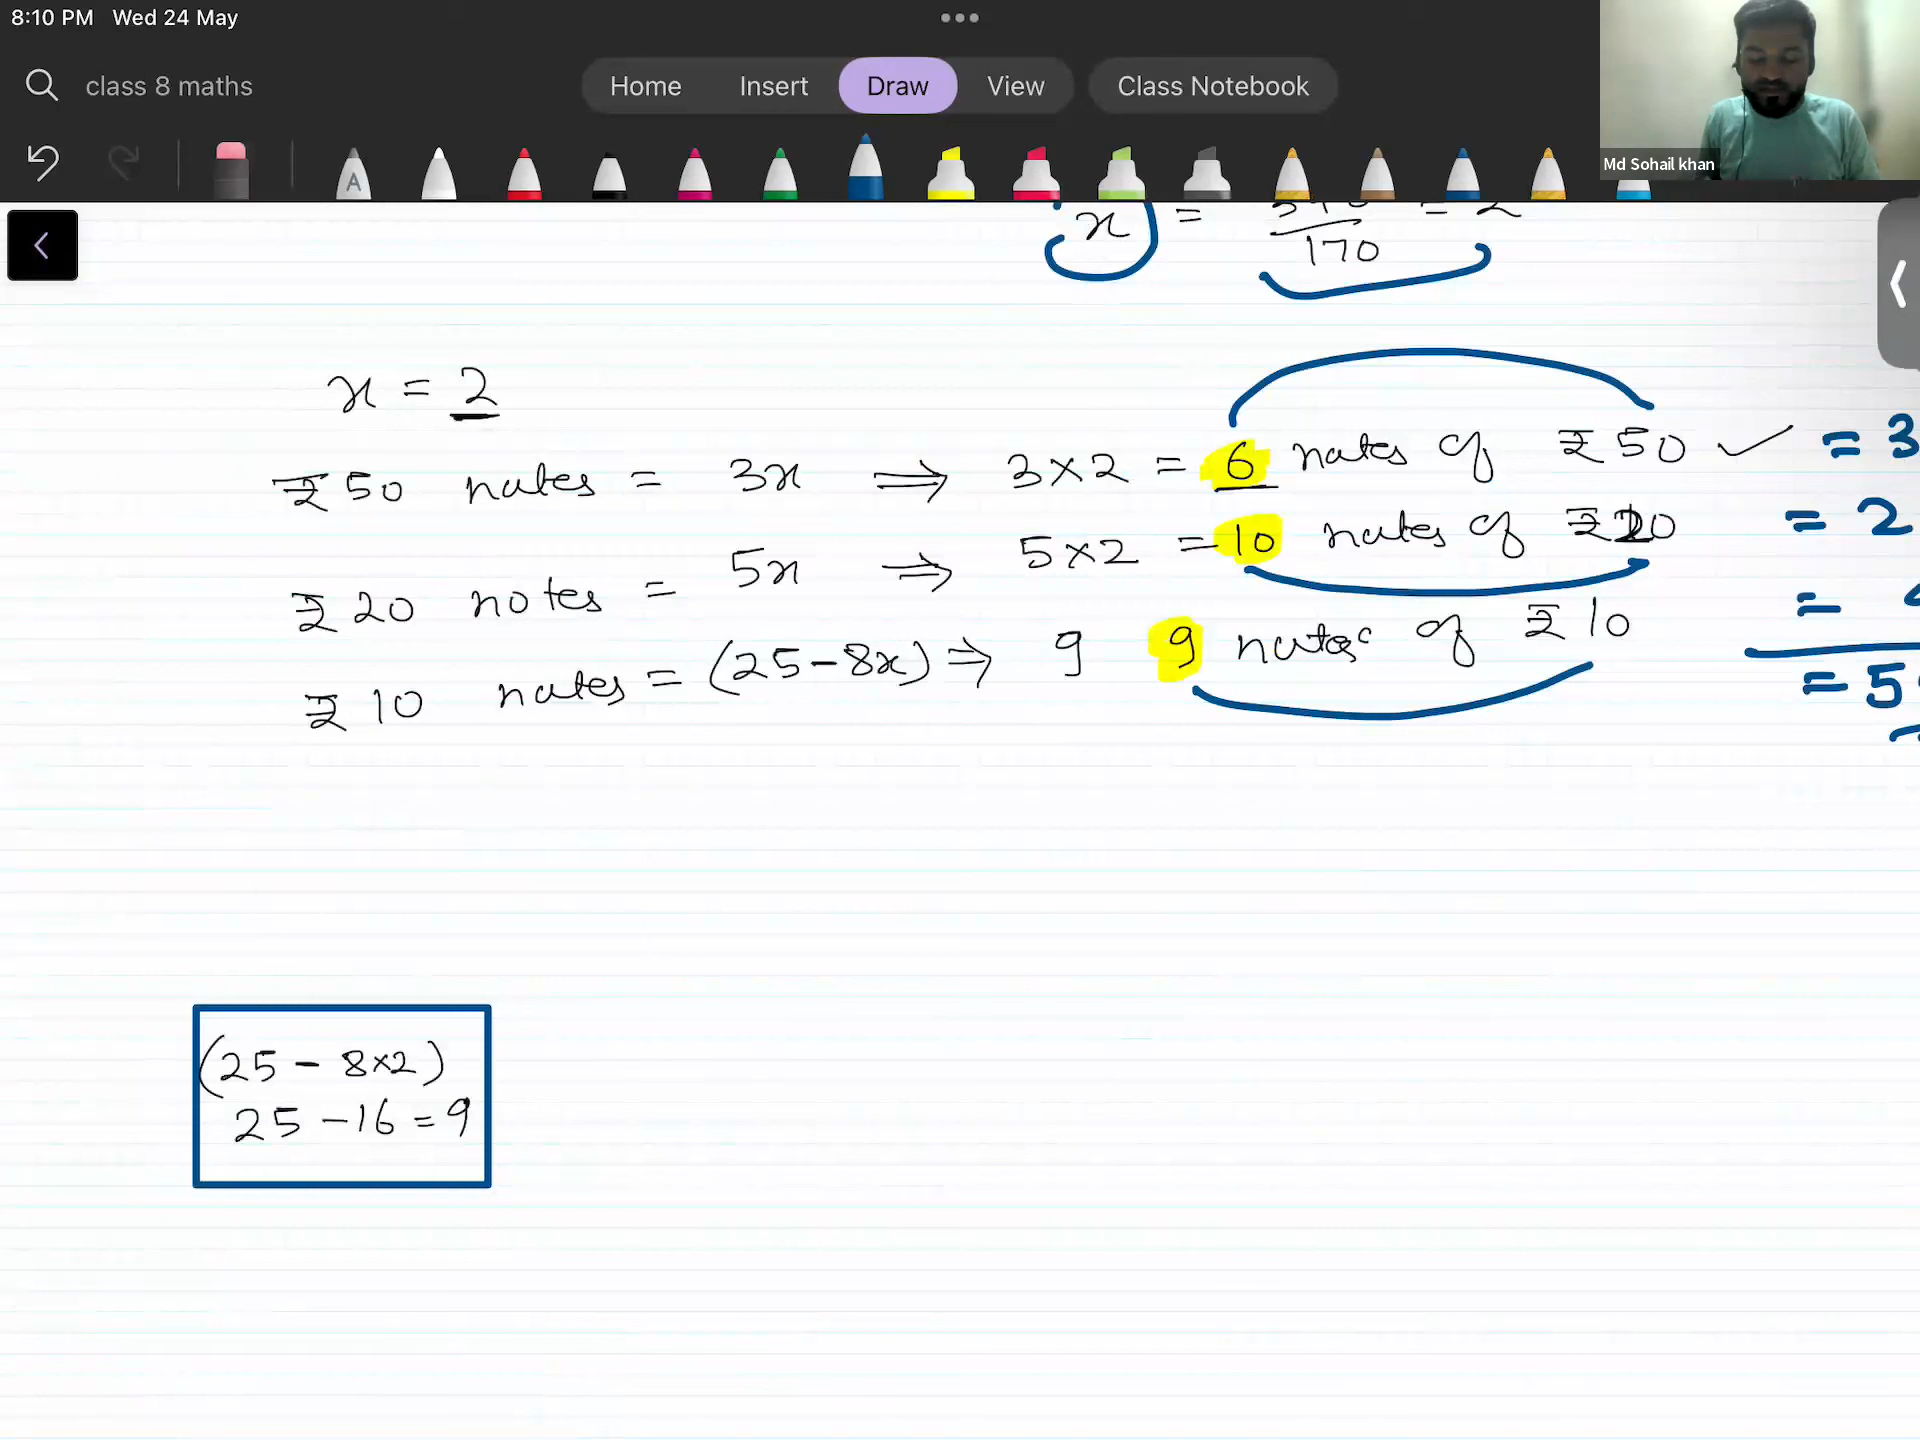 8:10 PM Wed 24 May
class 8 maths
Home Insert Draw View Class Notebook
A
Md Sohail khan
x = /170 = 2
x = 2
₹50 notes = 3x ⇒ 3×2 = 6 notes of ₹50 ✓ = 3
₹20 notes = 5x ⇒ 5×2 = 10 notes of ₹20 = 2
₹10 notes = (25-8x) ⇒ 9 9 notes of ₹10 =
= 5
(25 - 8×2)
25 - 16 = 9